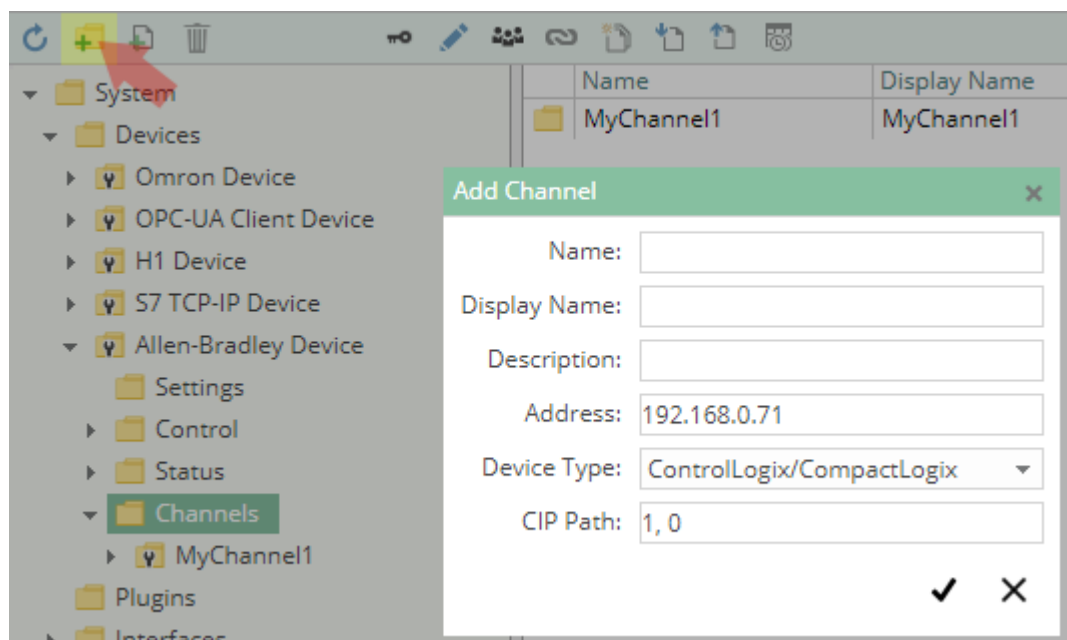 System
Devices
Omron Device
OPC-UA Client Device
H1 Device
S7 TCP-IP Device
Allen-Bradley Device
Settings
Control
Status
Channels
MyChannel1
Plugins
Interfaces
Name Display Name
MyChannel1 MyChannel1
Add Channel
Name:
Display Name:
Description:
Address: 192.168.0.71
Device Type: ControlLogix/CompactLogix
CIP Path: 1, 0